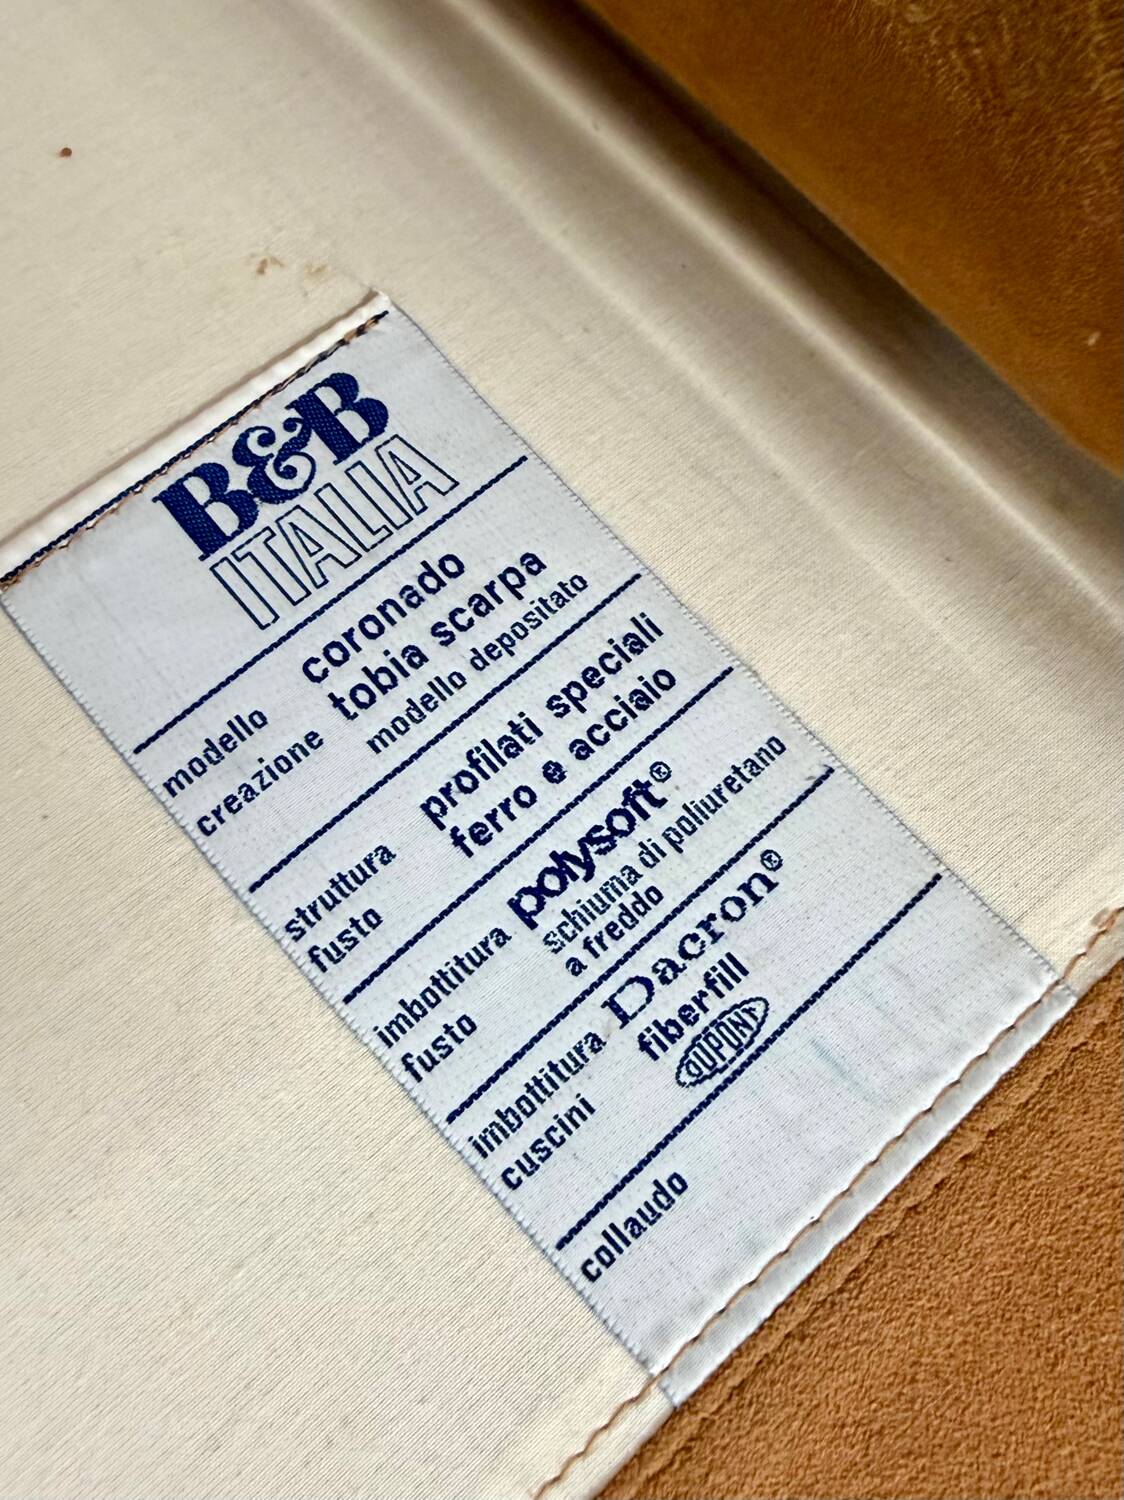 B&B
ITALIA
modello coronado
creazione tobia scarpa
modello depositato
struttura profilati speciali
fusto ferro e acciaio
imbottitura polysoft®
fusto schiuma di poliuretano
a freddo
imbottitura Dacron®
cuscini fiberfill
DUPONT
collaudo